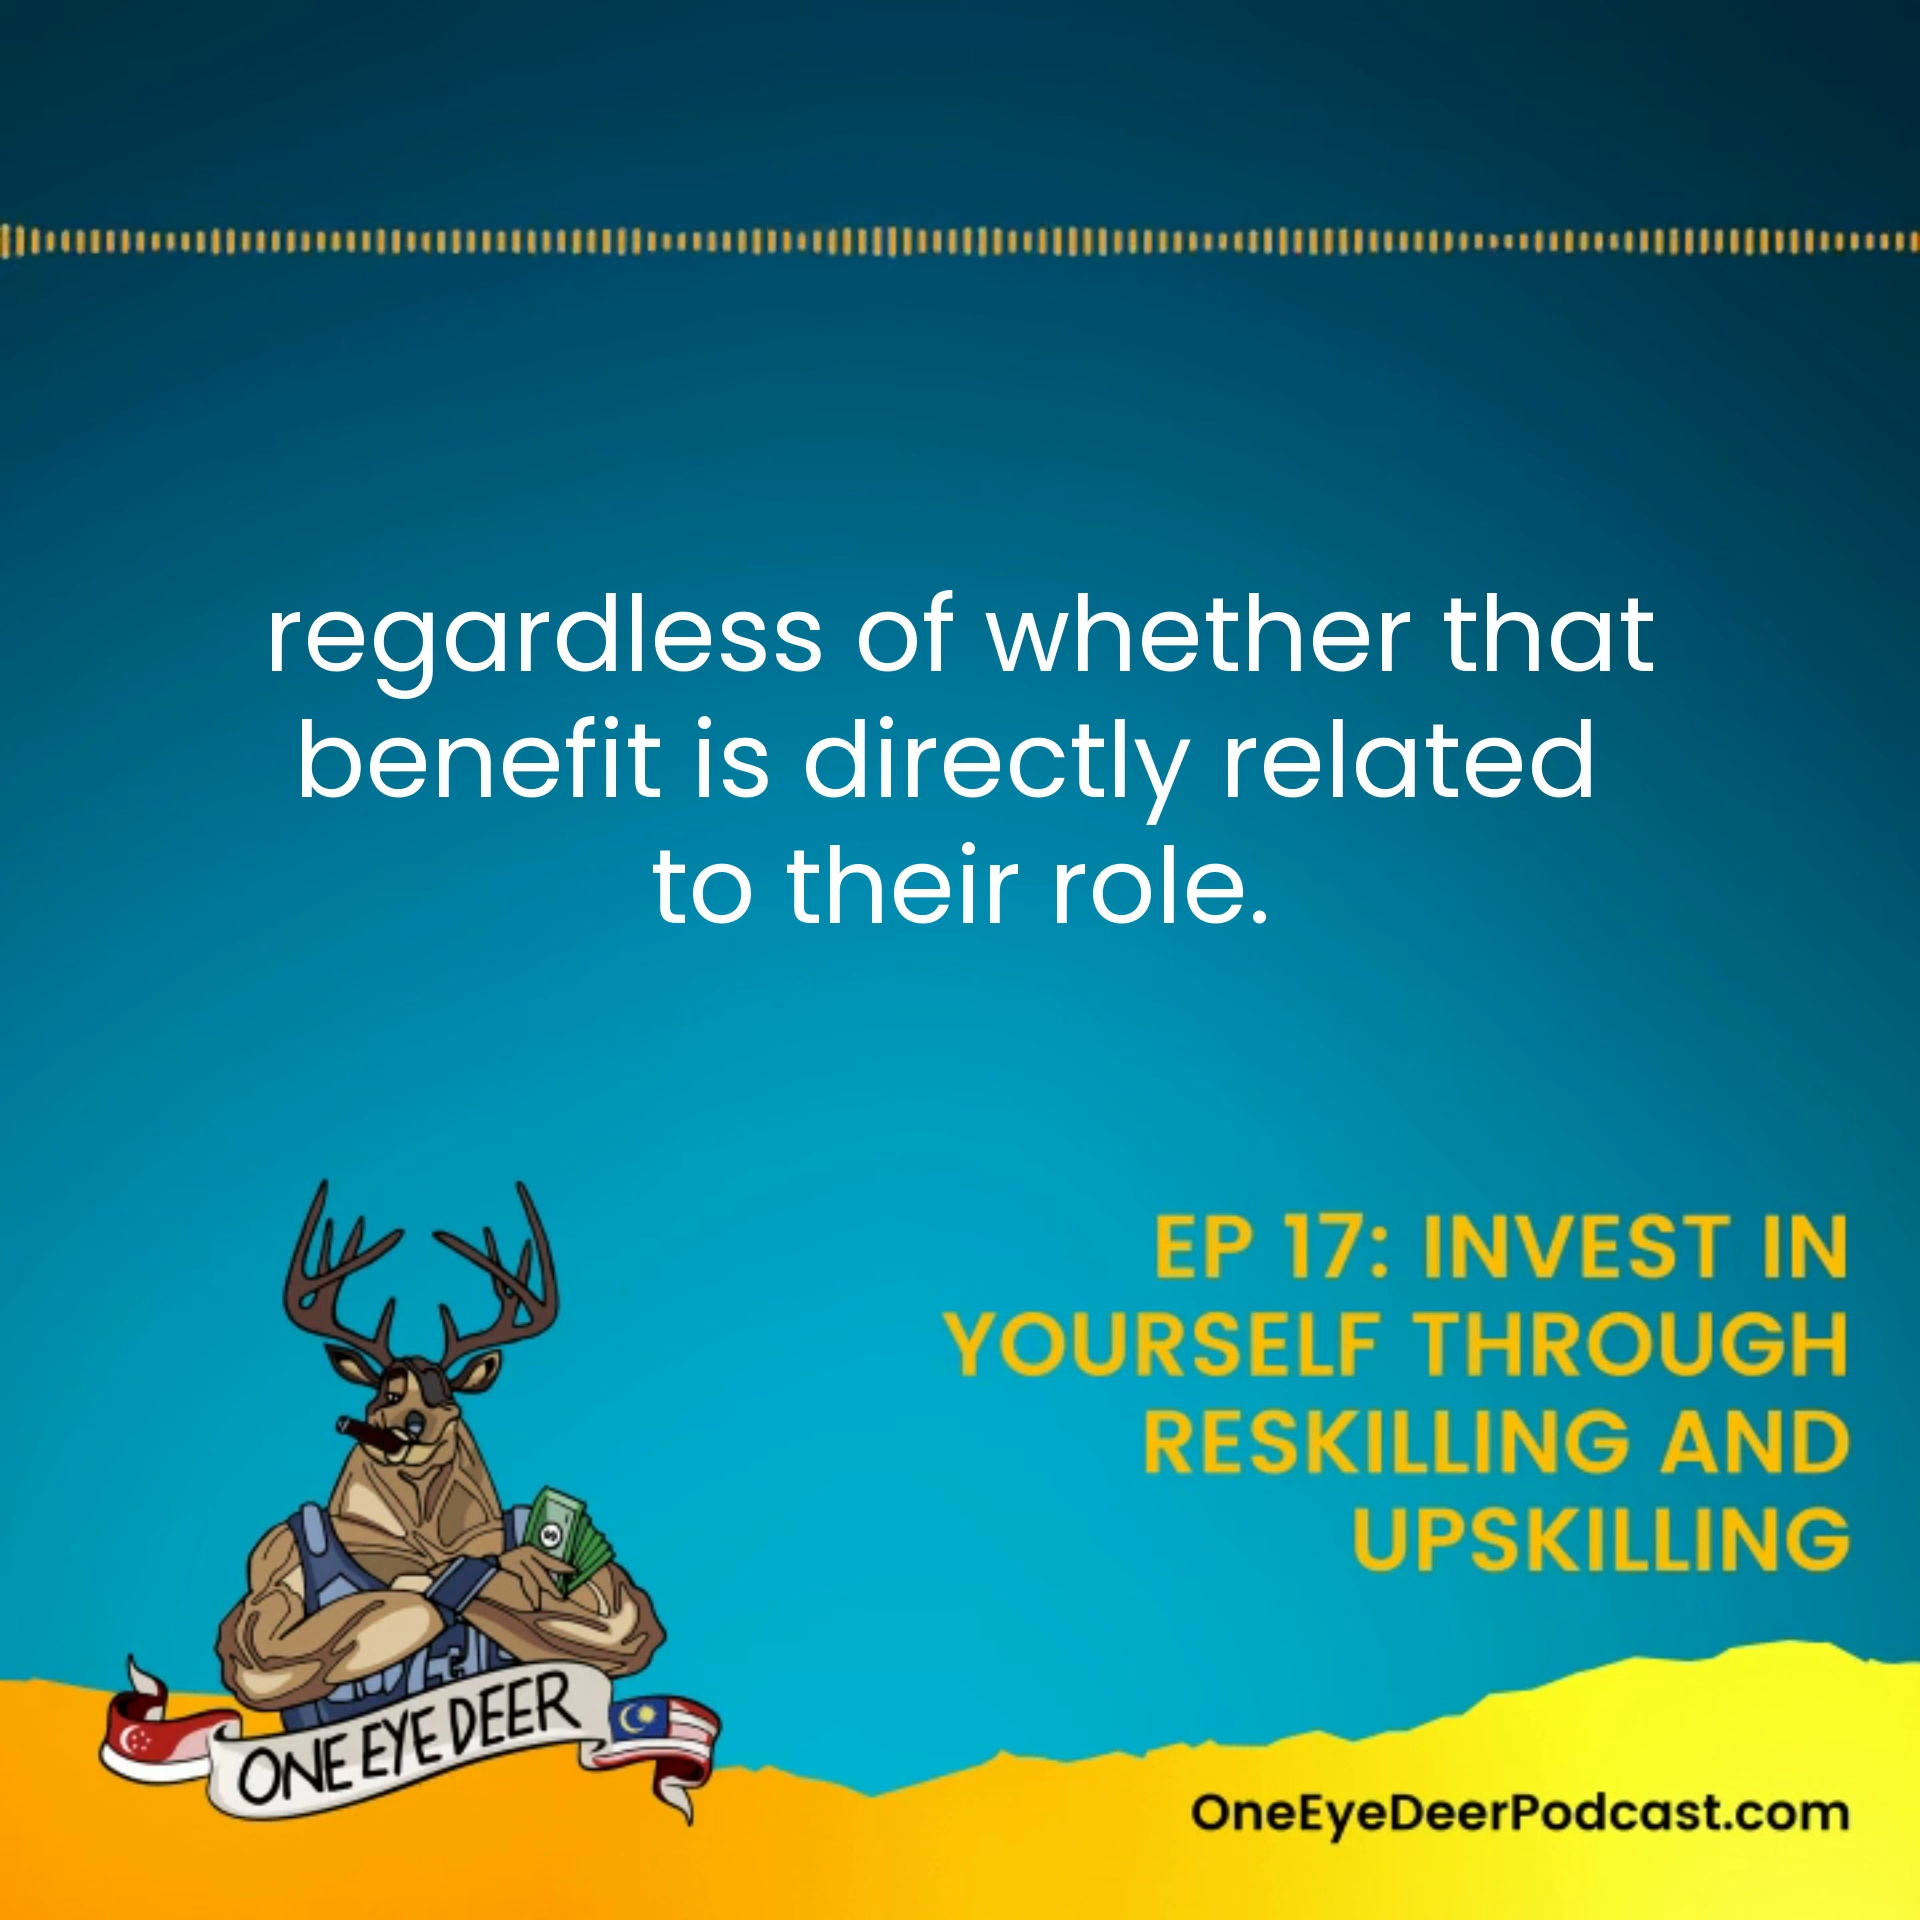 regardless of whether that
benefit is directly related
to their role.
EP 17: INVEST IN
YOURSELF THROUGH
RESKILLING AND
UPSKILLING
ONE EYE DEER
OneEyeDeerPodcast.com